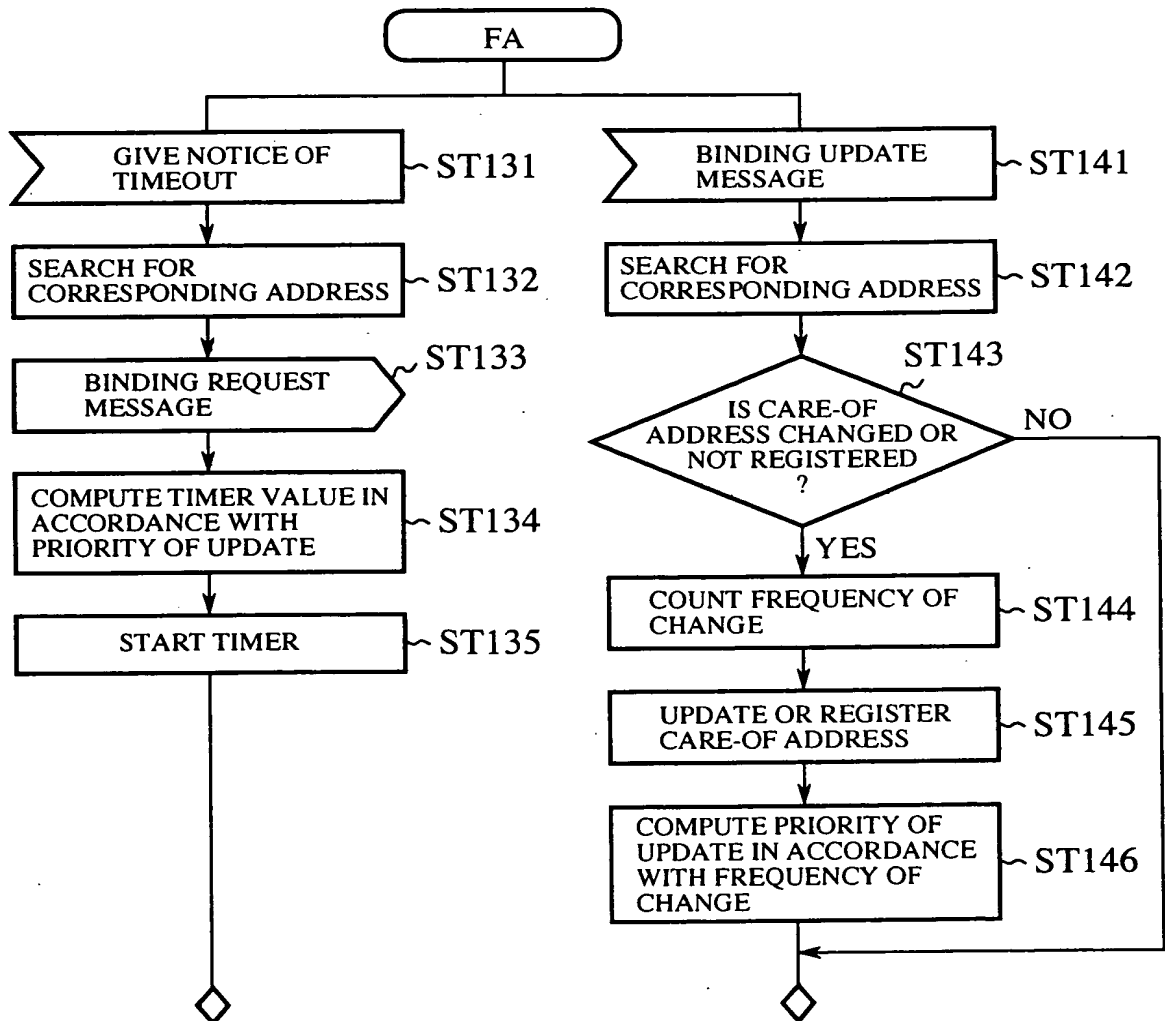 FA
GIVE NOTICE OF
TIMEOUT
ST131
SEARCH FOR
CORRESPONDING ADDRESS
ST132
BINDING REQUEST
MESSAGE
ST133
COMPUTE TIMER VALUE IN
ACCORDANCE WITH
PRIORITY OF UPDATE
ST134
START TIMER
ST135
BINDING UPDATE
MESSAGE
ST141
SEARCH FOR
CORRESPONDING ADDRESS
ST142
ST143
IS CARE-OF
ADDRESS CHANGED OR
NOT REGISTERED
?
NO
YES
COUNT FREQUENCY OF
CHANGE
ST144
UPDATE OR REGISTER
CARE-OF ADDRESS
ST145
COMPUTE PRIORITY OF
UPDATE IN ACCORDANCE
WITH FREQUENCY OF
CHANGE
ST146